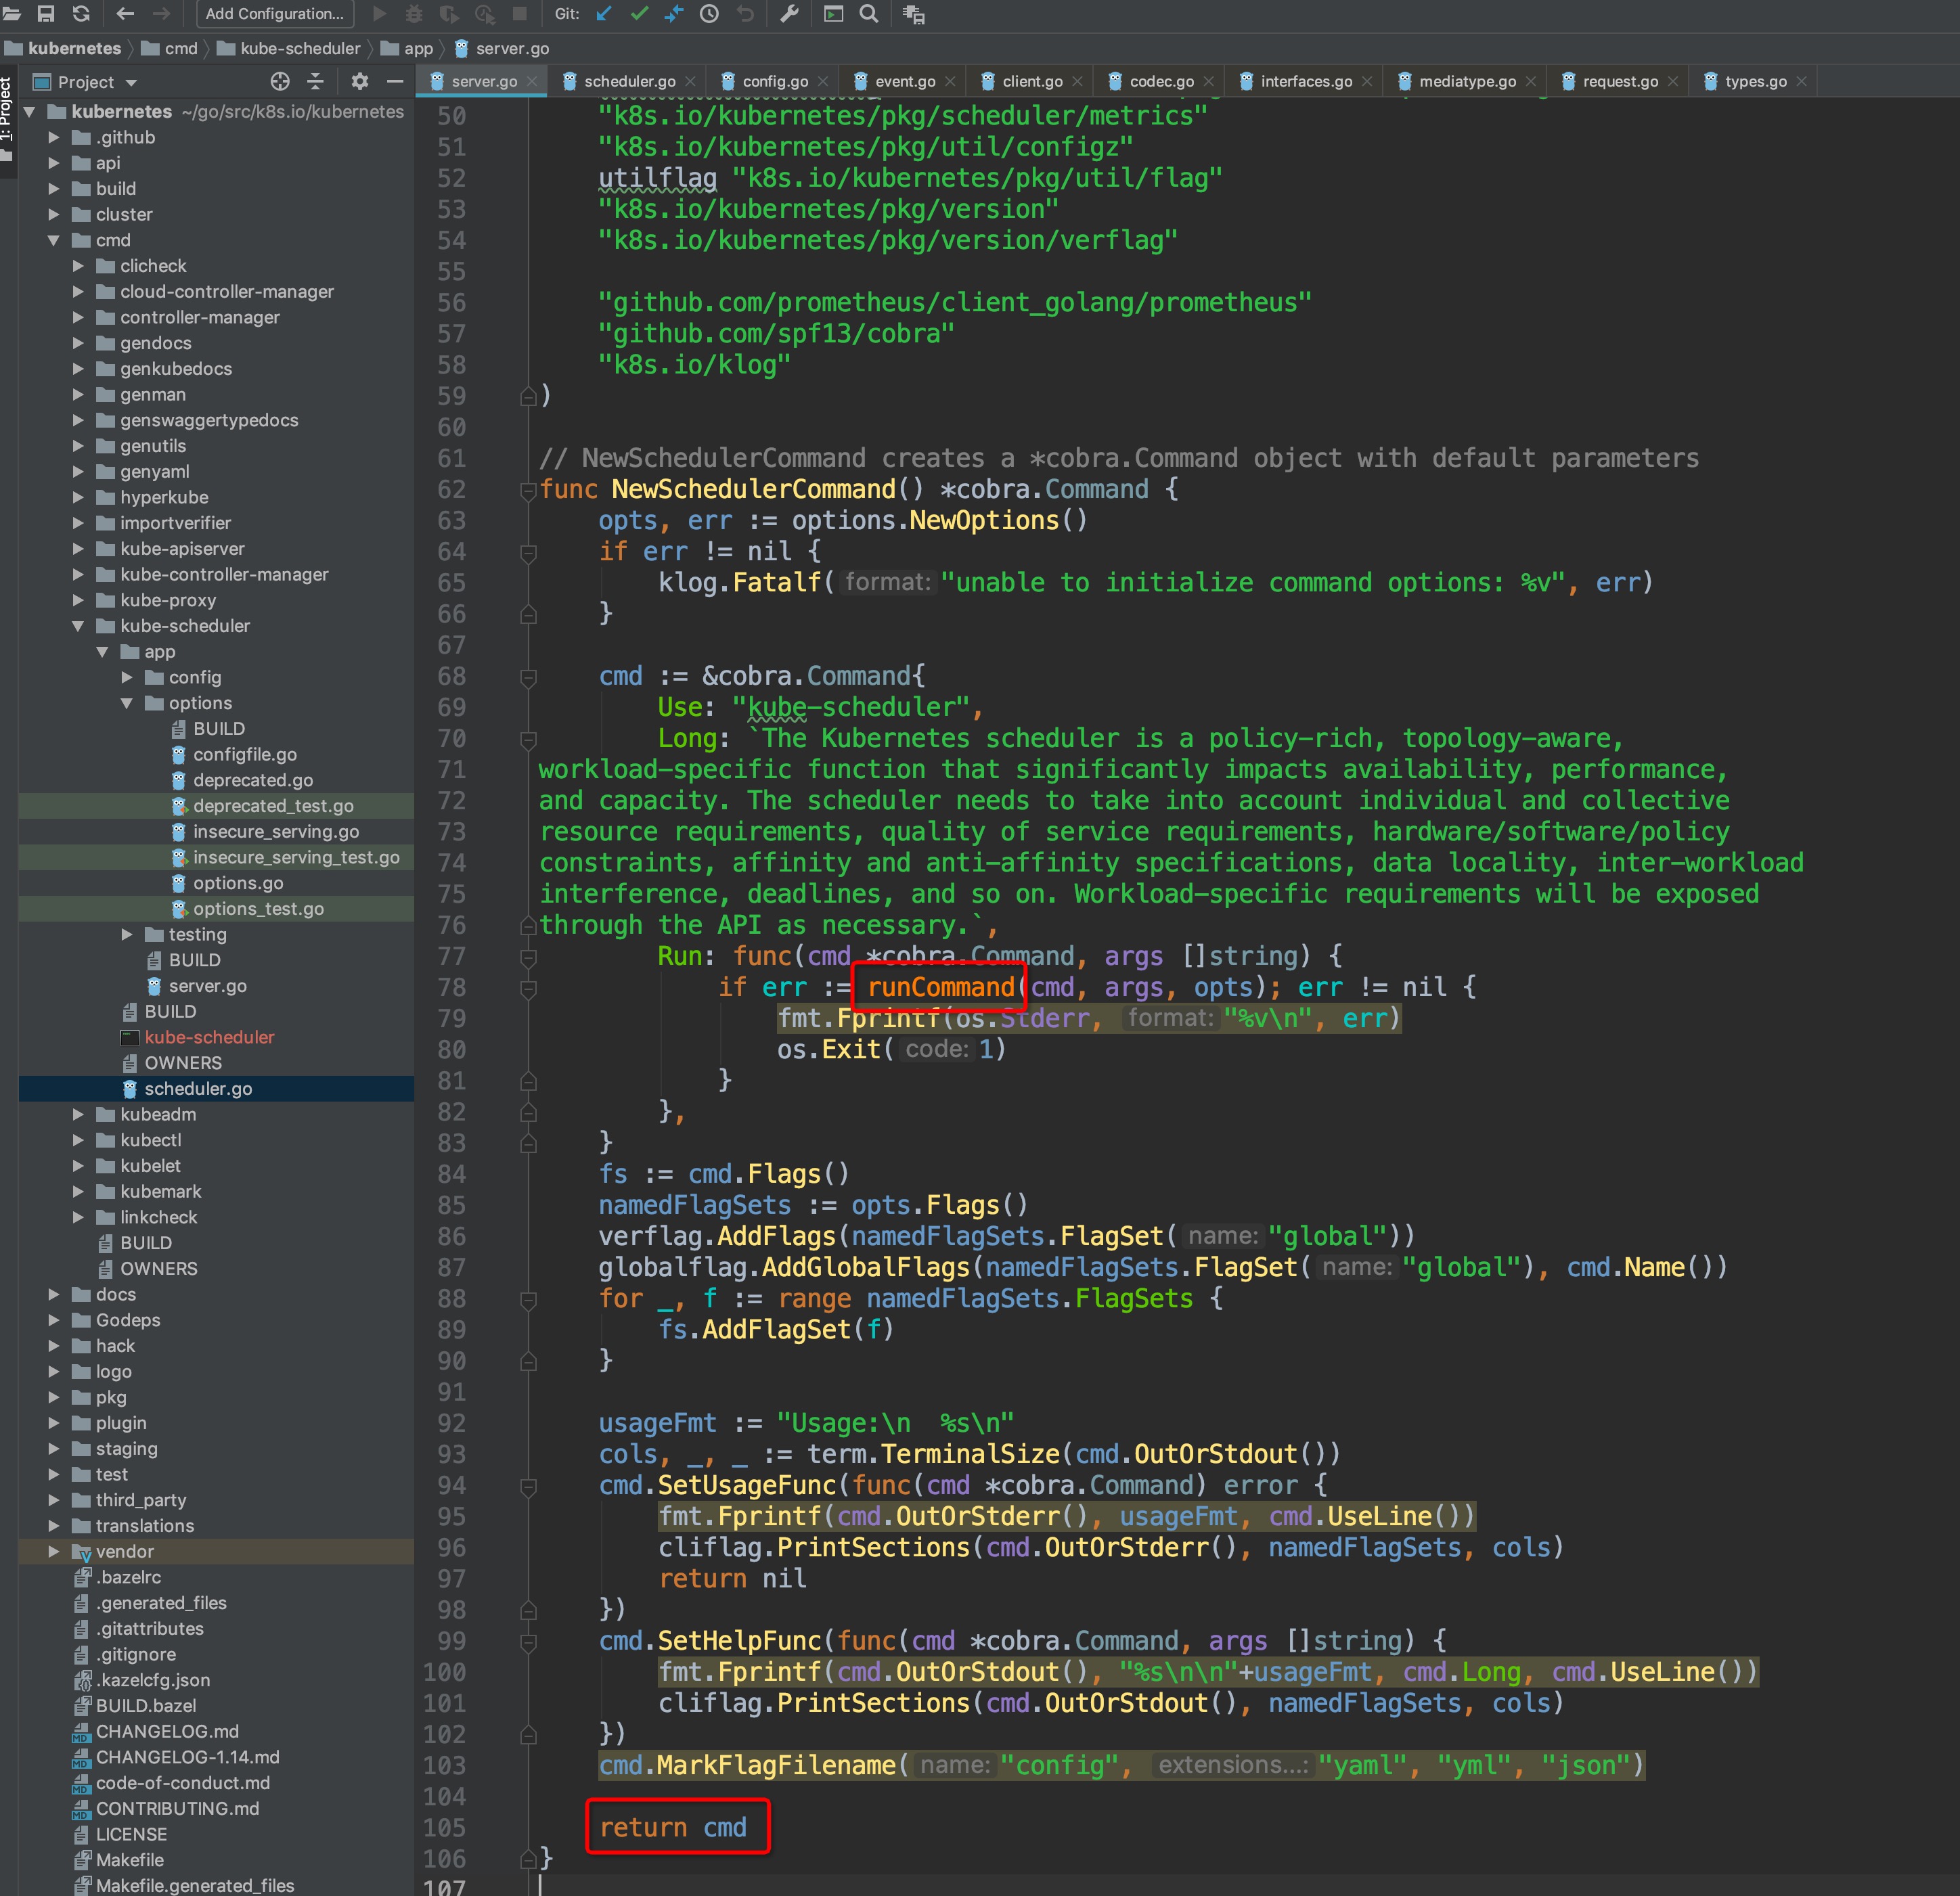 Add Configuration...
Git:
kubernetes
cmd
kube-scheduler
app
server.go
1: Project
Project
server.go
scheduler.go
config.go
event.go
client.go
codec.go
interfaces.go
mediatype.go
request.go
types.go
kubernetes ~/go/src/k8s.io/kubernetes
.github
api
build
cluster
cmd
clicheck
cloud-controller-manager
controller-manager
gendocs
genkubedocs
genman
genswaggertypedocs
genutils
genyaml
hyperkube
importverifier
kube-apiserver
kube-controller-manager
kube-proxy
kube-scheduler
app
config
options
BUILD
configfile.go
deprecated.go
deprecated_test.go
insecure_serving.go
insecure_serving_test.go
options.go
options_test.go
testing
BUILD
server.go
BUILD
kube-scheduler
OWNERS
scheduler.go
kubeadm
kubectl
kubelet
kubemark
linkcheck
BUILD
OWNERS
docs
Godeps
hack
logo
pkg
plugin
staging
test
third_party
translations
vendor
.bazelrc
.generated_files
.gitattributes
.gitignore
.kazelcfg.json
BUILD.bazel
CHANGELOG.md
CHANGELOG-1.14.md
code-of-conduct.md
CONTRIBUTING.md
LICENSE
Makefile
Makefile.generated_files
50 "k8s.io/kubernetes/pkg/scheduler/metrics"
51 "k8s.io/kubernetes/pkg/util/configz"
52 utilflag "k8s.io/kubernetes/pkg/util/flag"
53 "k8s.io/kubernetes/pkg/version"
54 "k8s.io/kubernetes/pkg/version/verflag"
55
56 "github.com/prometheus/client_golang/prometheus"
57 "github.com/spf13/cobra"
58 "k8s.io/klog"
59 )
60
61 // NewSchedulerCommand creates a *cobra.Command object with default parameters
62 func NewSchedulerCommand() *cobra.Command {
63 opts, err := options.NewOptions()
64 if err != nil {
65 klog.Fatalf( format: "unable to initialize command options: %v", err)
66 }
67
68 cmd := &cobra.Command{
69 Use: "kube-scheduler",
70 Long: `The Kubernetes scheduler is a policy-rich, topology-aware,
71 workload-specific function that significantly impacts availability, performance,
72 and capacity. The scheduler needs to take into account individual and collective
73 resource requirements, quality of service requirements, hardware/software/policy
74 constraints, affinity and anti-affinity specifications, data locality, inter-workload
75 interference, deadlines, and so on. Workload-specific requirements will be exposed
76 through the API as necessary.`,
77 Run: func(cmd *cobra.Command, args []string) {
78 if err := runCommand(cmd, args, opts); err != nil {
79 fmt.Fprintf(os.Stderr, format: "%v\n", err)
80 os.Exit( code: 1)
81 }
82 },
83 }
84 fs := cmd.Flags()
85 namedFlagSets := opts.Flags()
86 verflag.AddFlags(namedFlagSets.FlagSet( name: "global"))
87 globalflag.AddGlobalFlags(namedFlagSets.FlagSet( name: "global"), cmd.Name())
88 for _, f := range namedFlagSets.FlagSets {
89 fs.AddFlagSet(f)
90 }
91
92 usageFmt := "Usage:\n  %s\n"
93 cols, _, _ := term.TerminalSize(cmd.OutOrStdout())
94 cmd.SetUsageFunc(func(cmd *cobra.Command) error {
95 fmt.Fprintf(cmd.OutOrStderr(), usageFmt, cmd.UseLine())
96 cliflag.PrintSections(cmd.OutOrStderr(), namedFlagSets, cols)
97 return nil
98 })
99 cmd.SetHelpFunc(func(cmd *cobra.Command, args []string) {
100 fmt.Fprintf(cmd.OutOrStdout(), "%s\n\n"+usageFmt, cmd.Long, cmd.UseLine())
101 cliflag.PrintSections(cmd.OutOrStdout(), namedFlagSets, cols)
102 })
103 cmd.MarkFlagFilename( name: "config", extensions...: "yaml", "yml", "json")
104
105 return cmd
106 }
107